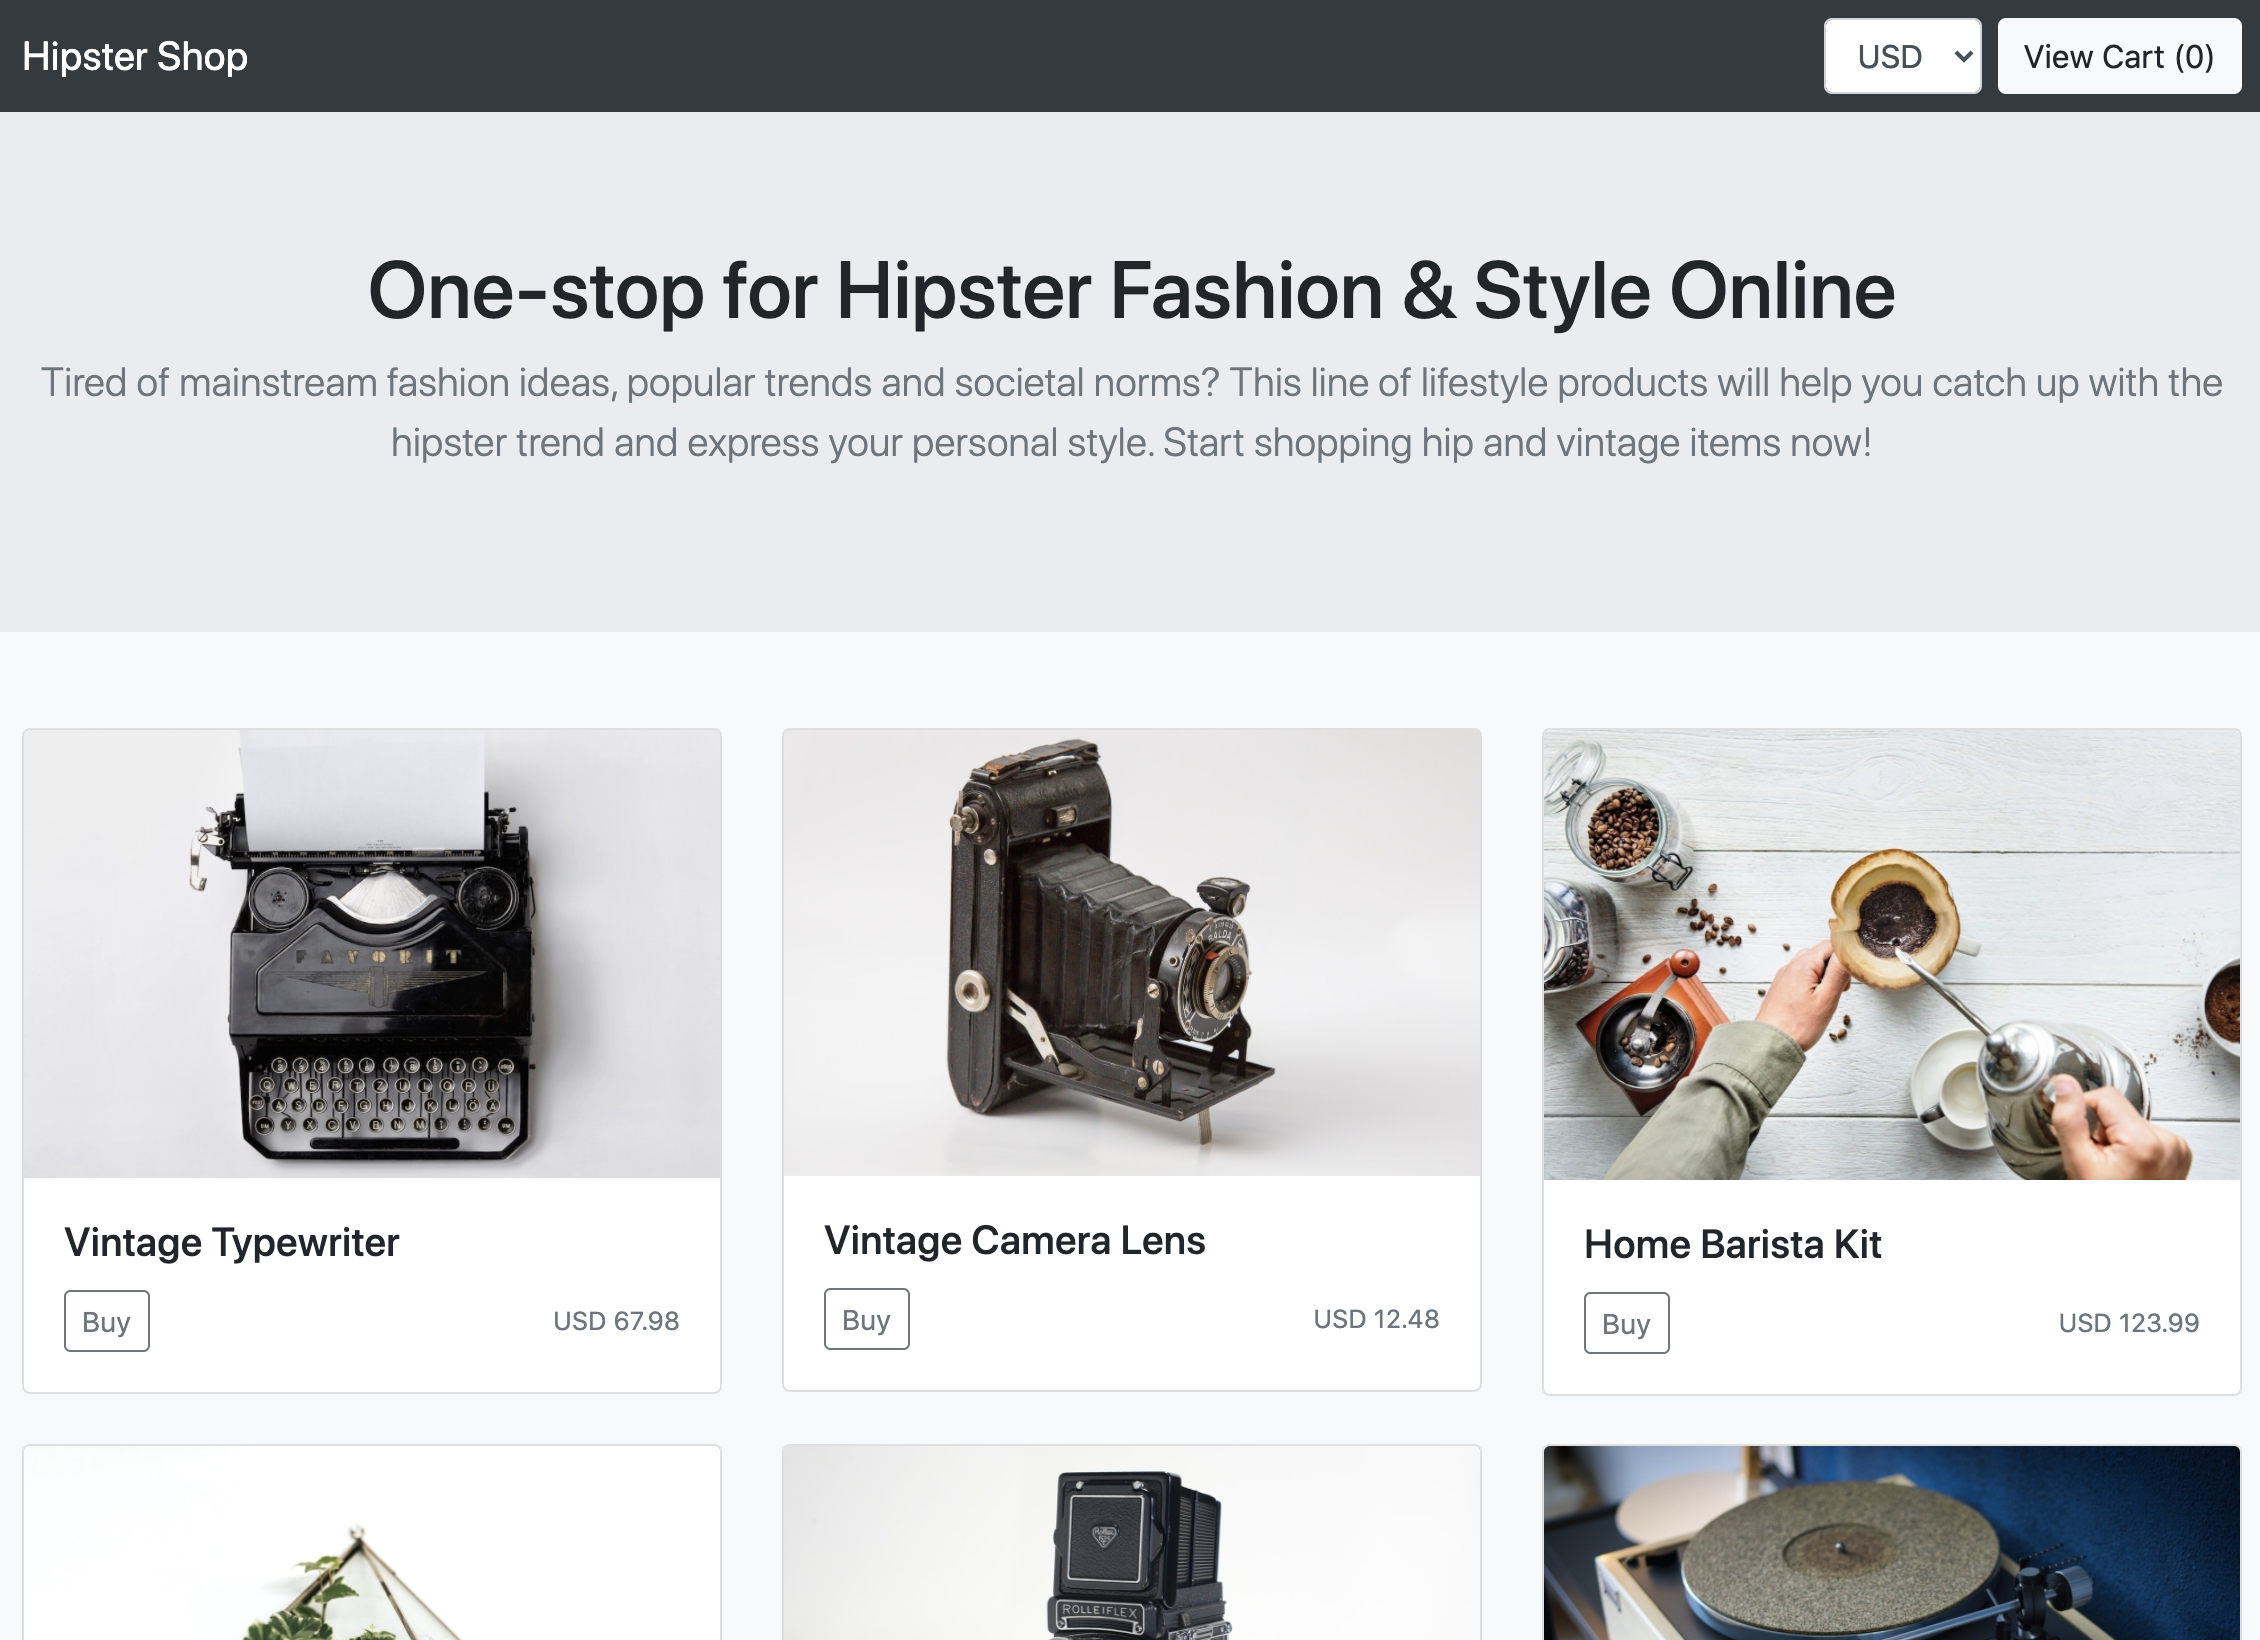 Hipster Shop
USD
View Cart (0)
One-stop for Hipster Fashion & Style Online
Tired of mainstream fashion ideas, popular trends and societal norms? This line of lifestyle products will help you catch up with the
hipster trend and express your personal style. Start shopping hip and vintage items now!
FAVORIT
Vintage Typewriter
Buy
USD 67.98
Vintage Camera Lens
Buy
USD 12.48
Home Barista Kit
Buy
USD 123.99
ROLLEIFLEX